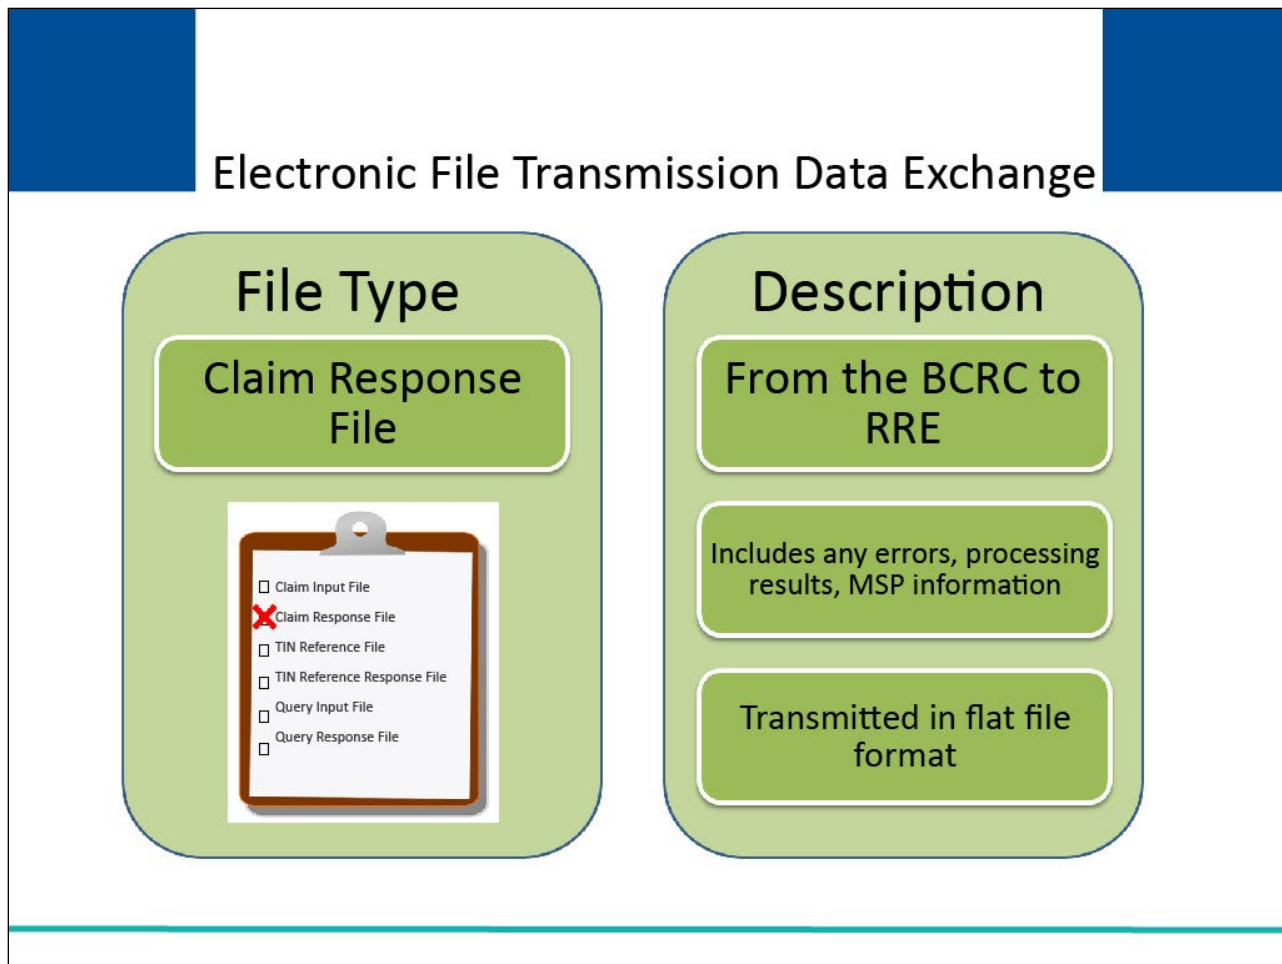 Electronic File Transmission Data Exchange
File Type
Claim Response
File
Claim Input File
Claim Response File
TIN Reference File
TIN Reference Response File
Query Input File
Query Response File
Description
From the BCRC to
RRE
Includes any errors, processing
results, MSP information
Transmitted in flat file
format